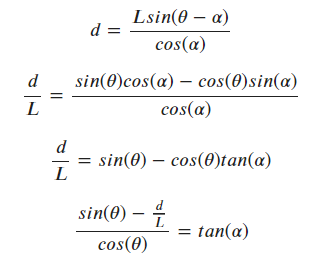 d = Lsin(θ − α) / cos(α)
d / L = sin(θ)cos(α) − cos(θ)sin(α) / cos(α)
d / L = sin(θ) − cos(θ)tan(α)
sin(θ) − d / L / cos(θ) = tan(α)